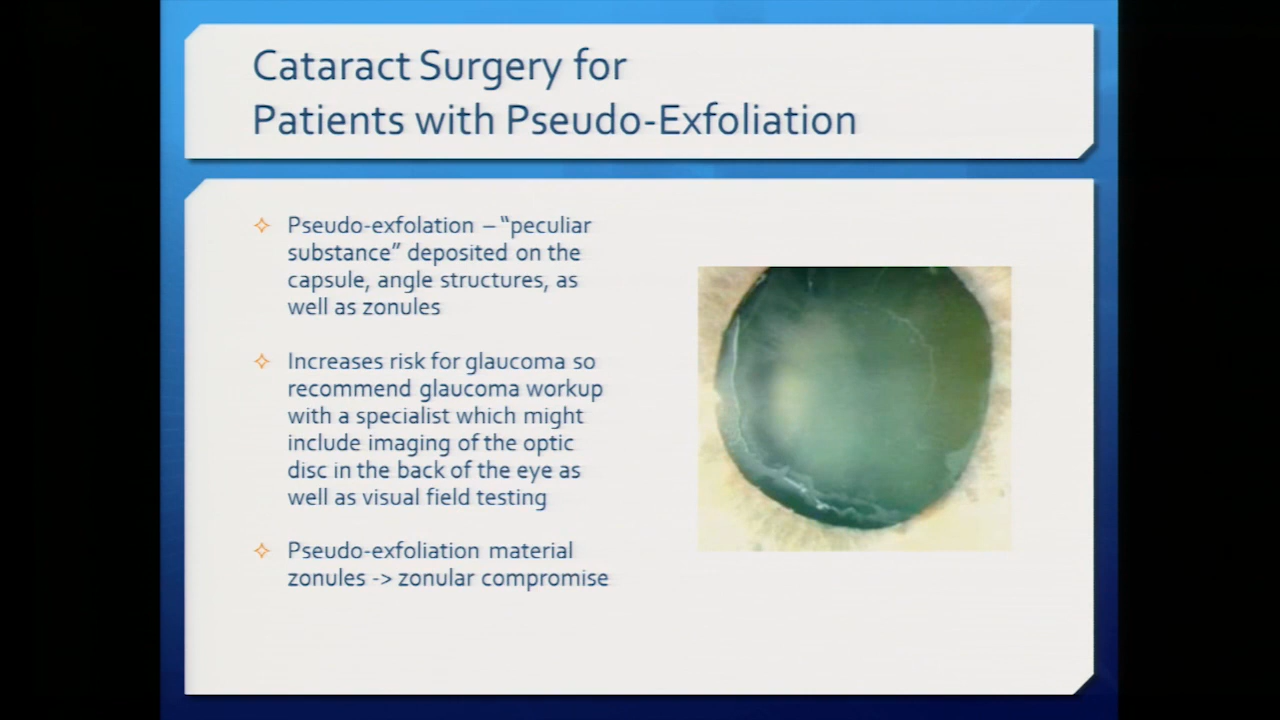 Cataract Surgery for
Patients with Pseudo-Exfoliation
Pseudo-exfolation – “peculiar
substance” deposited on the
capsule, angle structures, as
well as zonules
Increases risk for glaucoma so
recommend glaucoma workup
with a specialist which might
include imaging of the optic
disc in the back of the eye as
well as visual field testing
Pseudo-exfoliation material
zonules -> zonular compromise